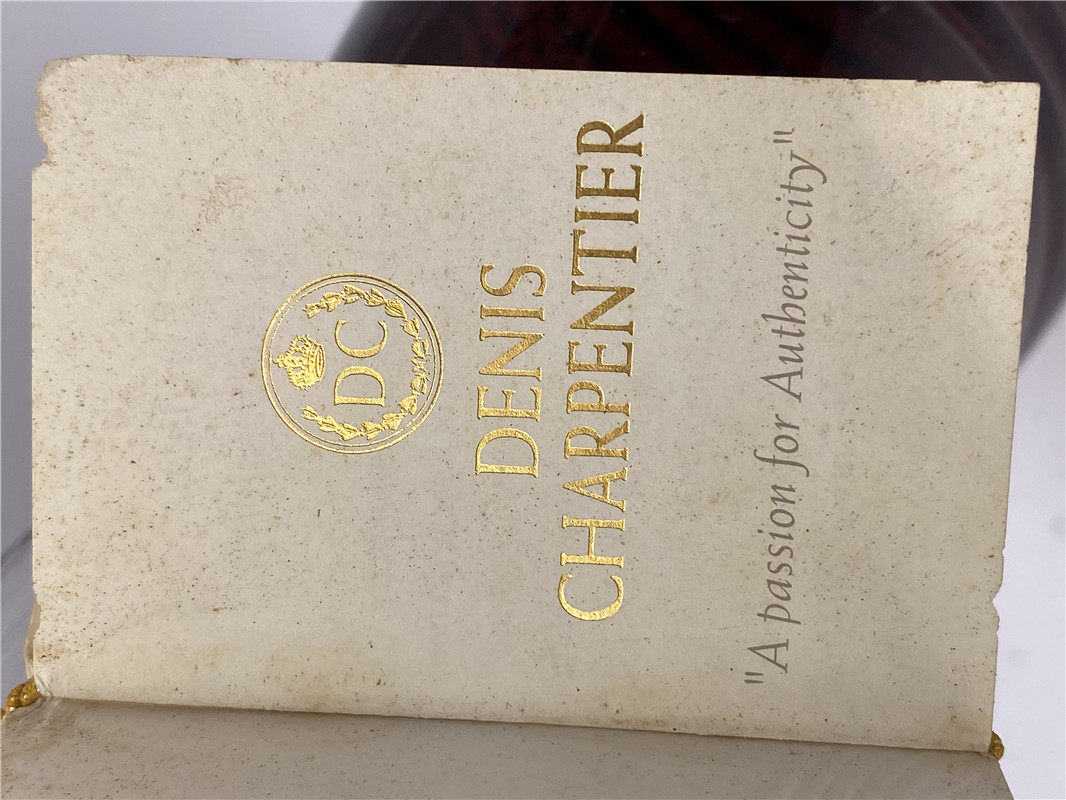 DC
DENIS
CHARPENTIER
"A passion for Authenticity"